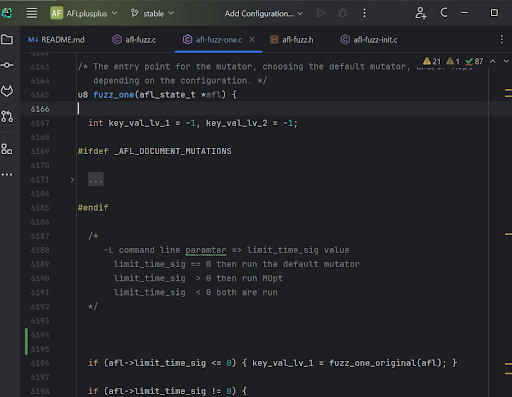 AF AFLplusplus stable Add Configuration...
README.md afl-fuzz.c afl-fuzz-one.c afl-fuzz.h afl-fuzz-init.c
6163 /* The entry point for the mutator, choosing the default mutator, and/or MOpt
21 1 87
6164 depending on the configuration. */
6165 u8 fuzz_one(afl_state_t *afl) {
6166
6167 int key_val_lv_1 = -1, key_val_lv_2 = -1;
6168
6169 #ifdef _AFL_DOCUMENT_MUTATIONS
6170
6171 ...
6185 #endif
6186
6187 /*
6188 -L command line paramter => limit_time_sig value
6189 limit_time_sig == 0 then run the default mutator
6190 limit_time_sig > 0 then run MOpt
6191 limit_time_sig < 0 both are run
6192 */
6193
6194
6195
6196 if (afl->limit_time_sig <= 0) { key_val_lv_1 = fuzz_one_original(afl); }
6197
6198 if (afl->limit_time_sig != 0) {